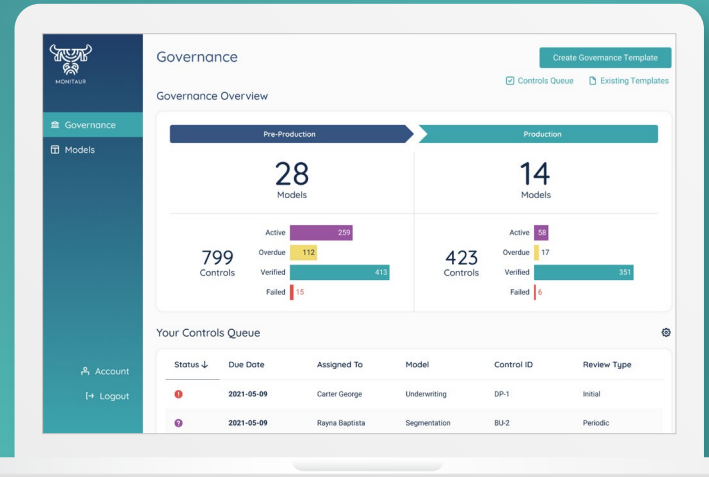 MONITAUR
Governance
Models
Account
Logout
Governance
Create Governance Template
Controls Queue
Existing Templates
Governance Overview
Pre-Production
Production
28
Models
14
Models
799
Controls
Active 259
Overdue 112
Verified 413
Failed 15
423
Controls
Active 58
Overdue 17
Verified 351
Failed 6
Your Controls Queue
Status ↓ Due Date Assigned To Model Control ID Review Type
! 2021-05-09 Carter George Underwriting DP-1 Initial
? 2021-05-09 Rayna Baptista Segmentation BU-2 Periodic